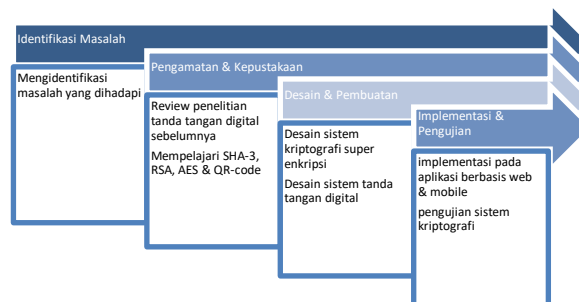 Identifikasi Masalah
Mengidentifikasi
masalah yang dihadapi
Pengamatan & Kepustakaan
Review penelitian
tanda tangan digital
sebelumnya
Mempelajari SHA-3,
RSA, AES & QR-code
Desain & Pembuatan
Desain sistem
kriptografi super
enkripsi
Desain sistem tanda
tangan digital
Implementasi &
Pengujian
implementasi pada
aplikasi berbasis web
& mobile
pengujian sistem
kriptografi